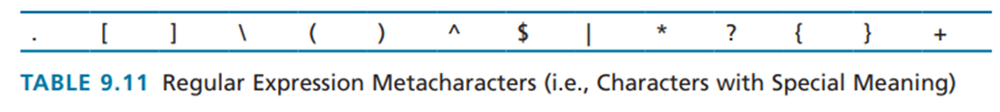 . [ ] \ ( ) ^ $ | * ? { } +
TABLE 9.11 Regular Expression Metacharacters (i.e., Characters with Special Meaning)